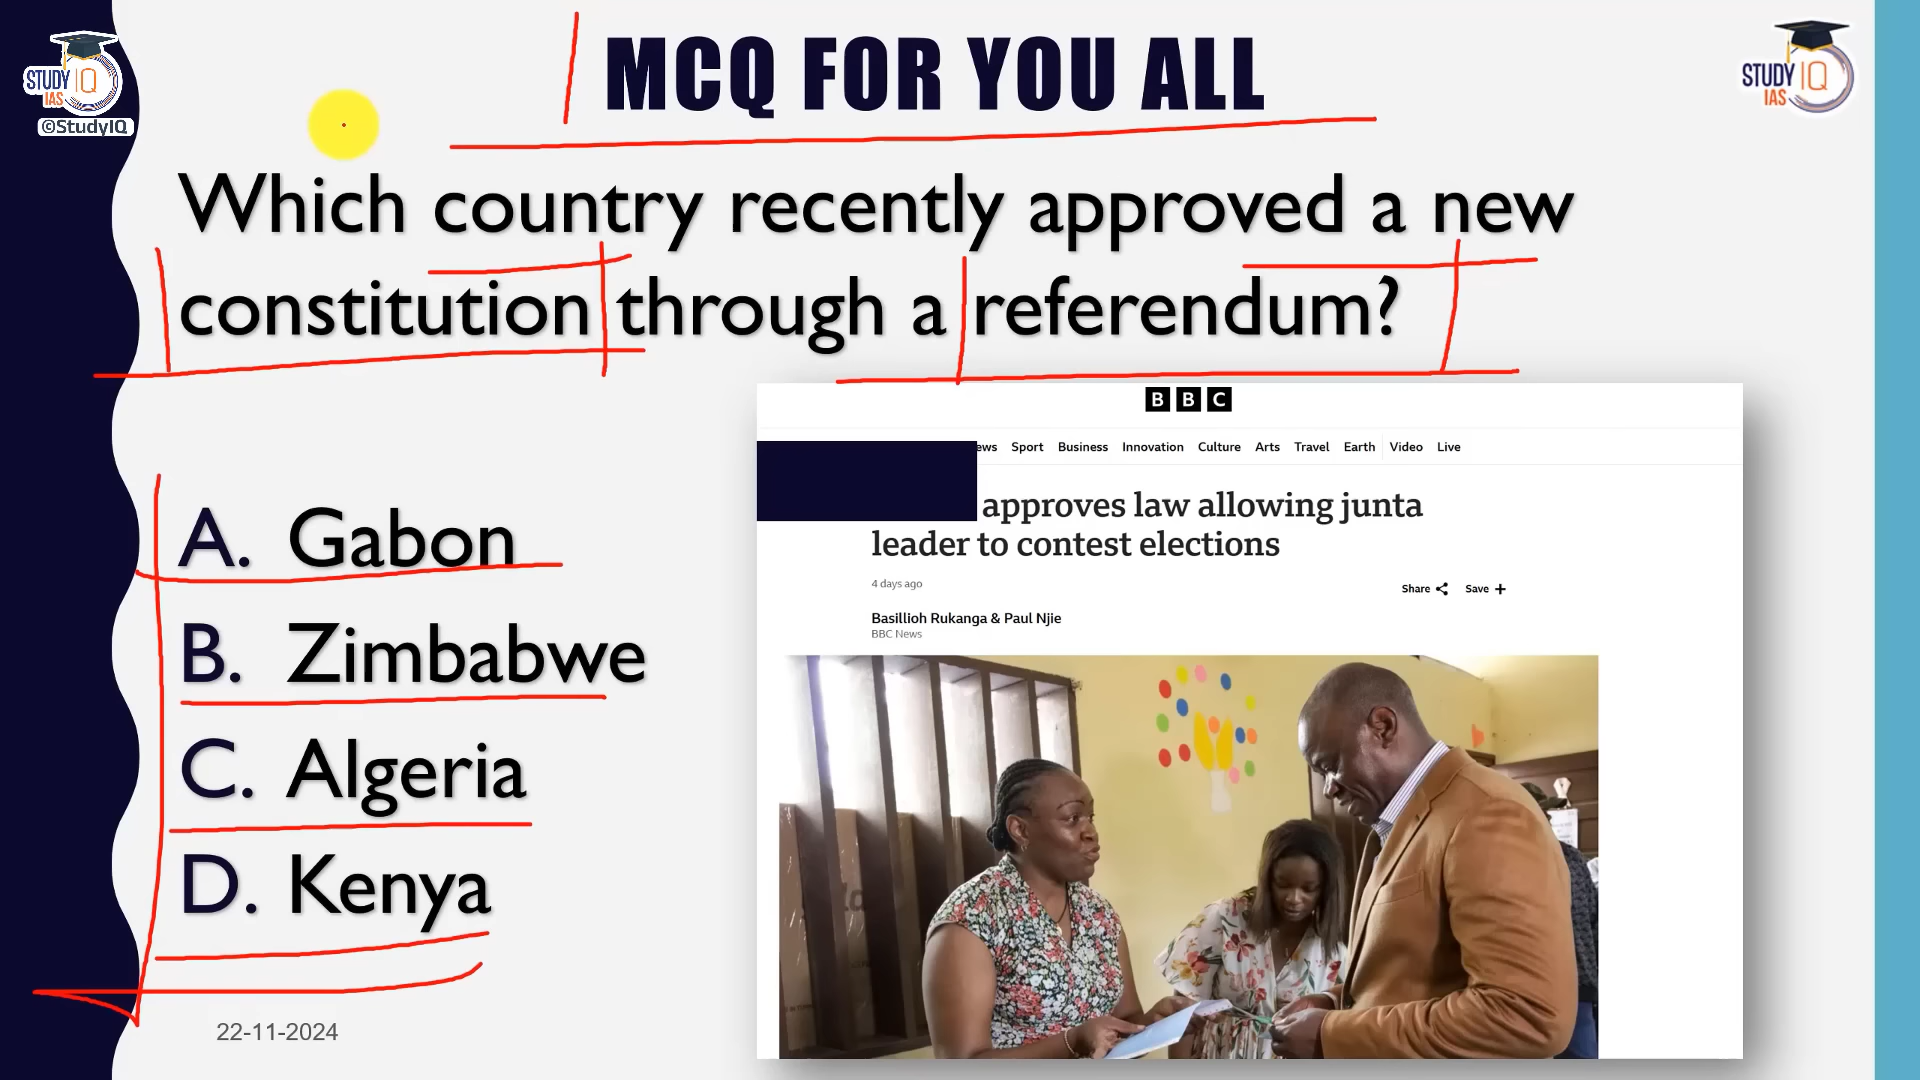 STUDY IQ
IAS
©StudyIQ
MCQ FOR YOU ALL
STUDY IQ
IAS
Which country recently approved a new
constitution through a referendum?
A. Gabon
B. Zimbabwe
C. Algeria
D. Kenya
22-11-2024
BBC
ews Sport Business Innovation Culture Arts Travel Earth Video Live
approves law allowing junta
leader to contest elections
4 days ago
Share Save
Basillioh Rukanga & Paul Njie
BBC News